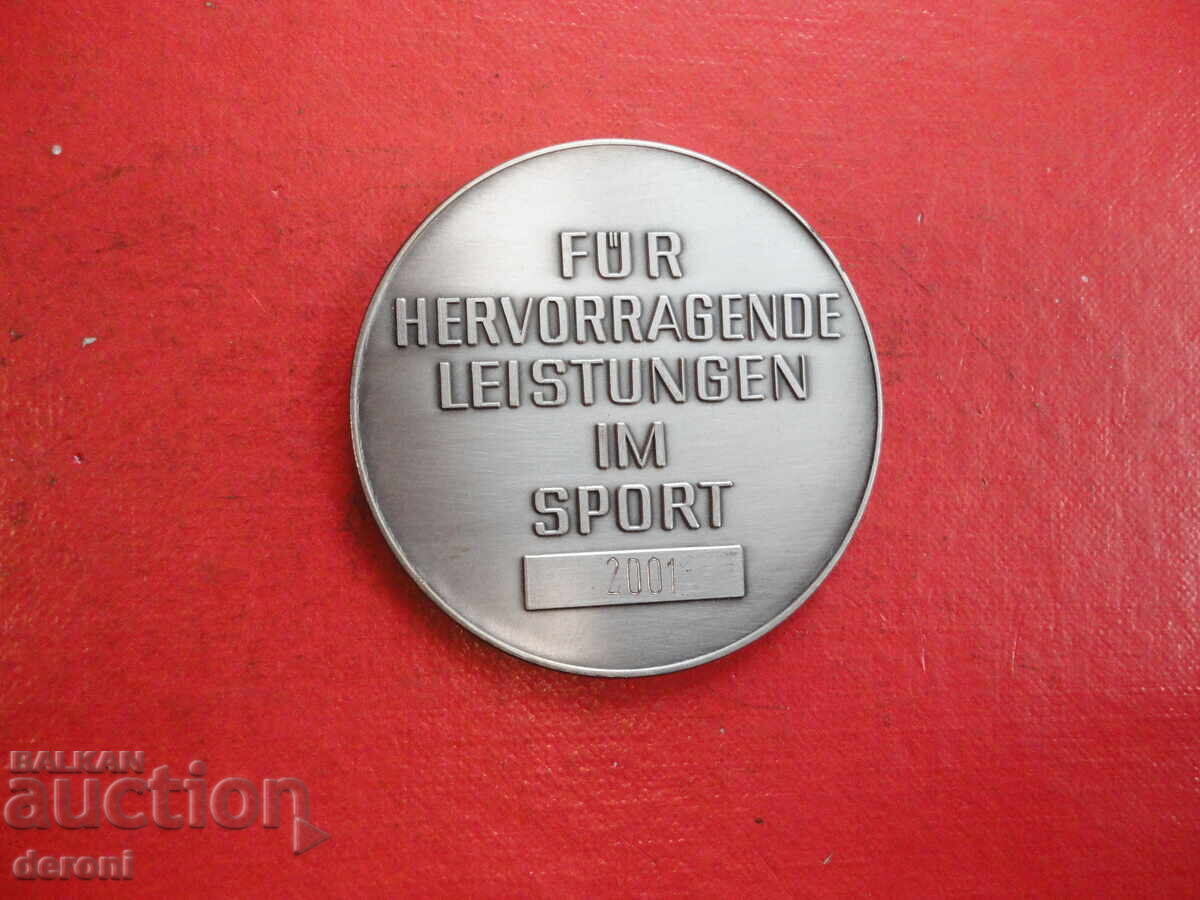 FÜR
HERVORRAGENDE
LEISTUNGEN
IM
SPORT
2001
BALKAN
auction
deroni